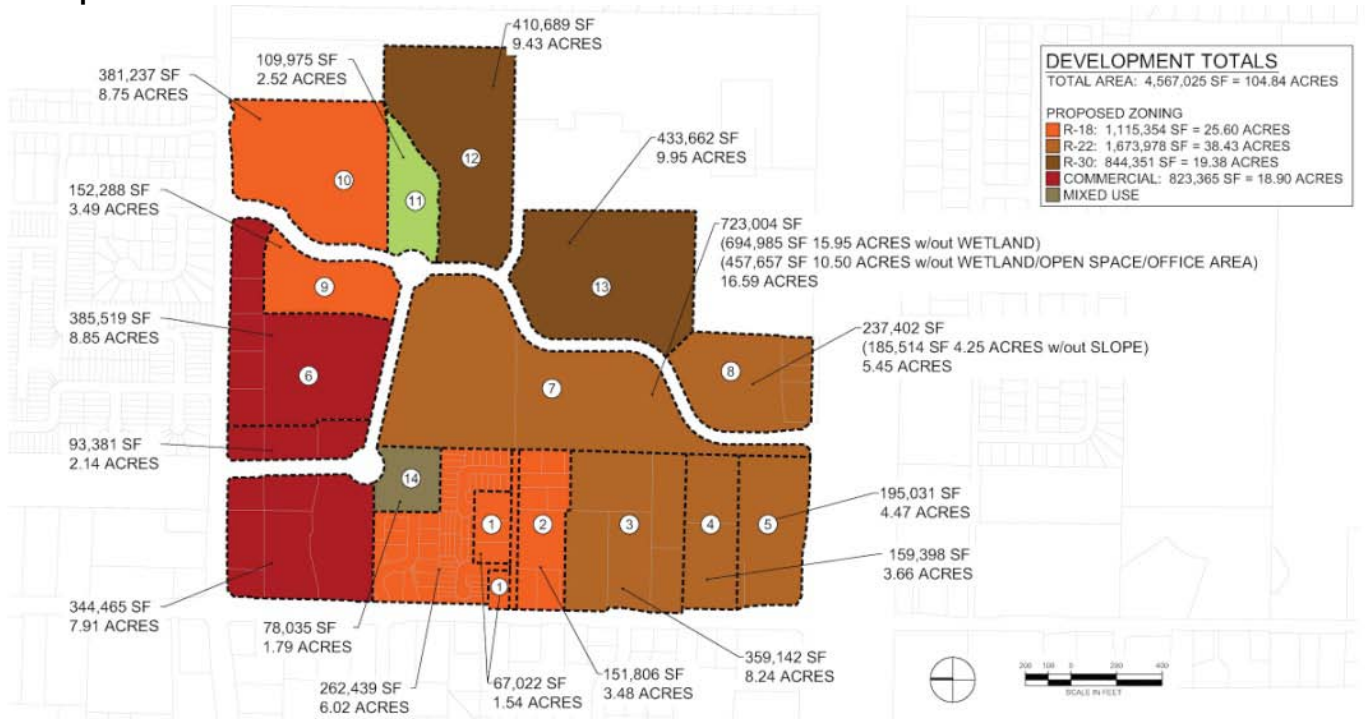 410,689 SF
9.43 ACRES
109,975 SF
2.52 ACRES
381,237 SF
8.75 ACRES
DEVELOPMENT TOTALS
TOTAL AREA: 4,567,025 SF = 104.84 ACRES
PROPOSED ZONING
R-18: 1,115,354 SF = 25.60 ACRES
R-22: 1,673,978 SF = 38.43 ACRES
R-30: 844,351 SF = 19.38 ACRES
COMMERCIAL: 823,365 SF = 18.90 ACRES
MIXED USE
433,662 SF
9.95 ACRES
12
10
152,288 SF
3.49 ACRES
11
723,004 SF
(694,985 SF 15.95 ACRES w/out WETLAND)
(457,657 SF 10.50 ACRES w/out WETLAND/OPEN SPACE/OFFICE AREA)
16.59 ACRES
9
13
385,519 SF
8.85 ACRES
237,402 SF
(185,514 SF 4.25 ACRES w/out SLOPE)
5.45 ACRES
6
7
8
93,381 SF
2.14 ACRES
14
1
2
3
4
5
195,031 SF
4.47 ACRES
159,398 SF
3.66 ACRES
1
344,465 SF
7.91 ACRES
78,035 SF
1.79 ACRES
262,439 SF
6.02 ACRES
67,022 SF
1.54 ACRES
151,806 SF
3.48 ACRES
359,142 SF
8.24 ACRES
200 100 0 200 400
SCALE IN FEET